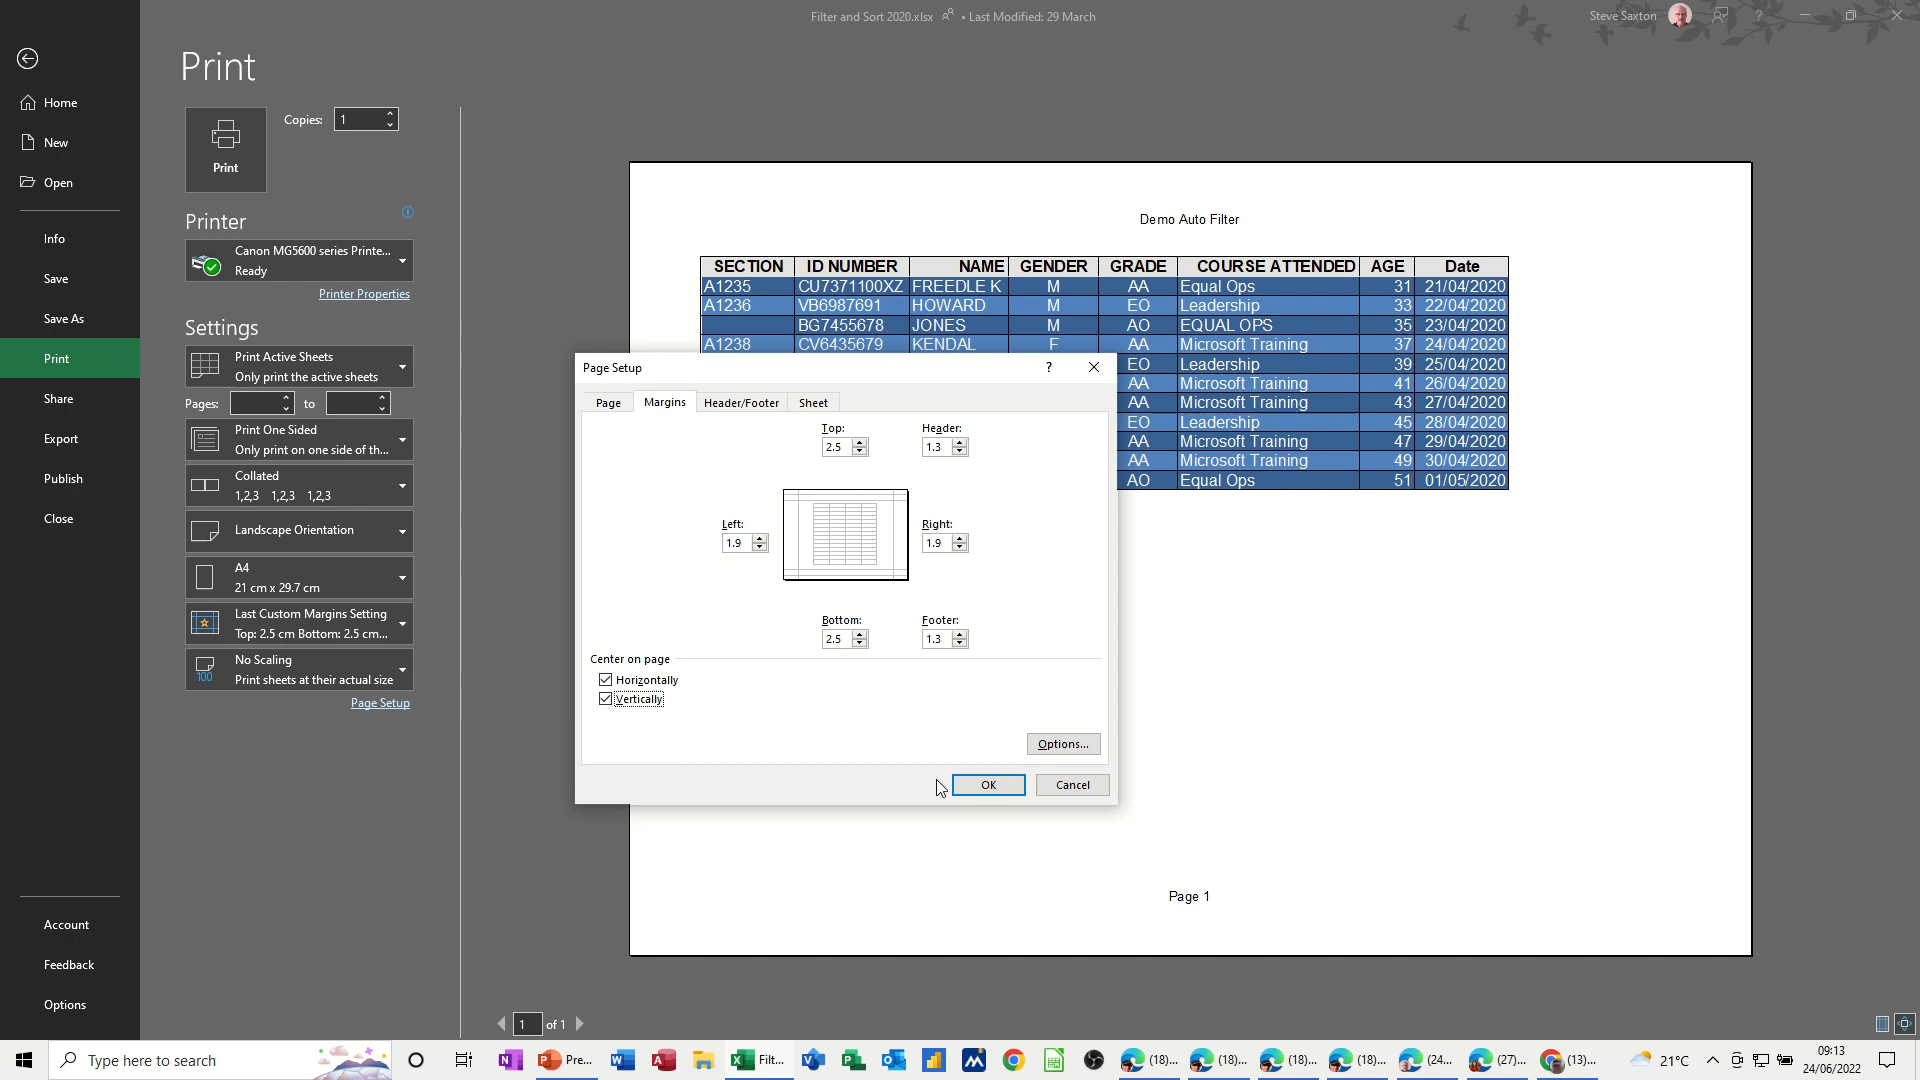 Filter and Sort 2020.xlsx • Last Modified: 29 March
Steve Saxton
?
Print
Home
New
Open
Info
Save
Save As
Print
Share
Export
Publish
Close
Account
Feedback
Options
Print
Copies: 1
Printer
Canon MG5600 series Printe...
Ready
Printer Properties
Settings
Print Active Sheets
Only print the active sheets
Pages: to
Print One Sided
Only print on one side of th...
Collated
1,2,3 1,2,3 1,2,3
Landscape Orientation
A4
21 cm x 29.7 cm
Last Custom Margins Setting
Top: 2.5 cm Bottom: 2.5 cm...
No Scaling
100
Print sheets at their actual size
Page Setup
Demo Auto Filter
SECTION ID NUMBER NAME GENDER GRADE COURSE ATTENDED AGE Date
A1235 CU7371100XZ FREEDLE K M AA Equal Ops 31 21/04/2020
A1236 VB6987691 HOWARD M EO Leadership 33 22/04/2020
BG7455678 JONES M AO EQUAL OPS 35 23/04/2020
A1238 CV6435679 KENDAL F AA Microsoft Training 37 24/04/2020
EO Leadership 39 25/04/2020
AA Microsoft Training 41 26/04/2020
AA Microsoft Training 43 27/04/2020
EO Leadership 45 28/04/2020
AA Microsoft Training 47 29/04/2020
AA Microsoft Training 49 30/04/2020
AO Equal Ops 51 01/05/2020
Page 1
Page Setup ?
Page Margins Header/Footer Sheet
Top: Header:
2.5 1.3
Left: Right:
1.9 1.9
Bottom: Footer:
2.5 1.3
Center on page
Horizontally
Vertically
Options...
OK Cancel
1 of 1
Type here to search
Pre... Filt... (18)... (18)... (18)... (18)... (24... (27)... (13)...
21°C
09:13
24/06/2022